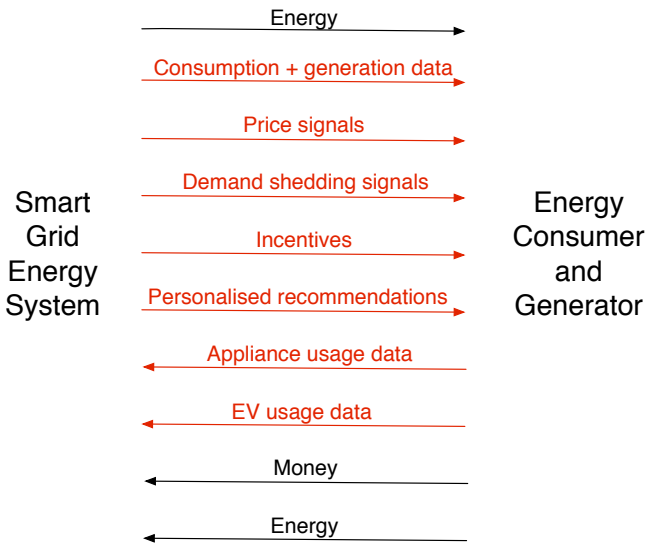 Energy
Consumption + generation data
Price signals
Demand shedding signals
Incentives
Personalised recommendations
Appliance usage data
EV usage data
Money
Energy
Smart
Grid
Energy
System
Energy
Consumer
and
Generator